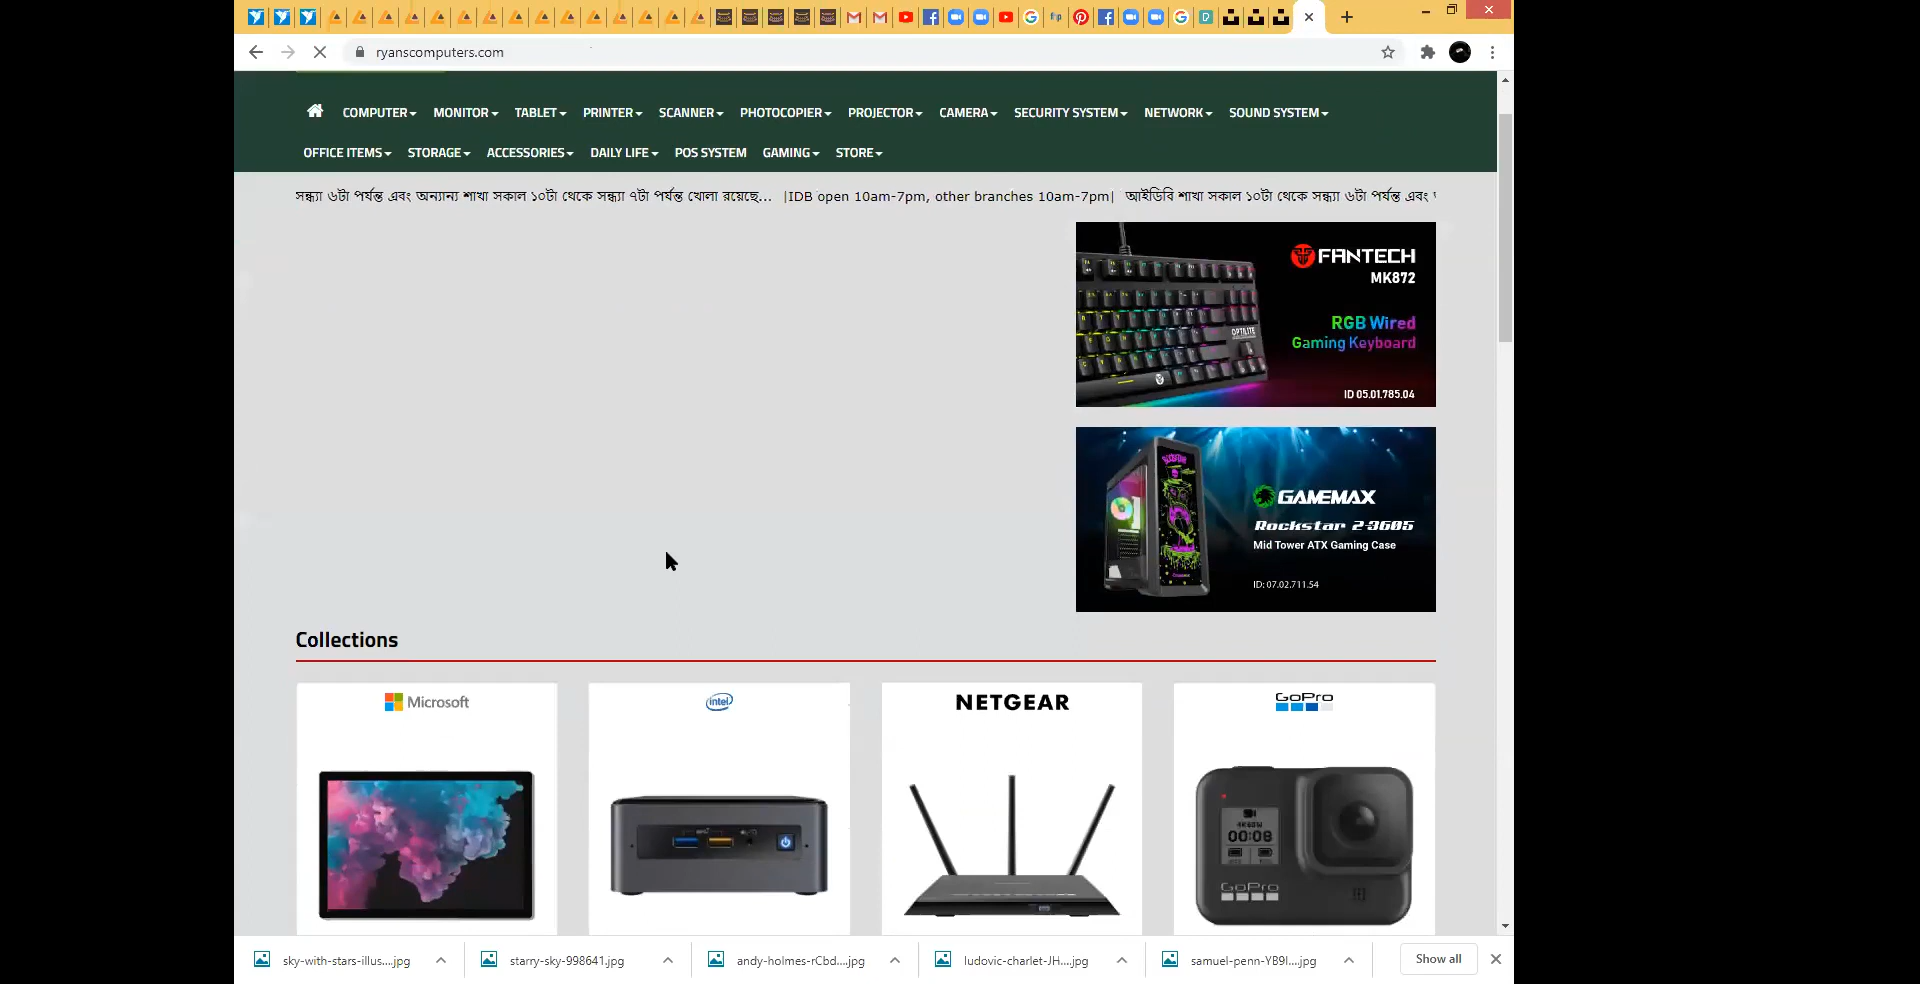 ryanscomputers.com
COMPUTER MONITOR TABLET PRINTER SCANNER PHOTOCOPIER PROJECTOR CAMERA SECURITY SYSTEM NETWORK SOUND SYSTEM
OFFICE ITEMS STORAGE ACCESSORIES DAILY LIFE POS SYSTEM GAMING STORE
সন্ধ্যা ৬টা পর্যন্ত এবং অন্যান্য শাখা সকাল ১০টা থেকে সন্ধ্যা ৭টা পর্যন্ত খোলা রয়েছে... |IDB open 10am-7pm, other branches 10am-7pm| আইডিবি শাখা সকাল ১০টা থেকে সন্ধ্যা ৬টা পর্যন্ত এবং
FANTECH
MK872
RGB Wired
Gaming Keyboard
OPTILITE
ID 05.01.785.04
GAMEMAX
Rockstar 2-3605
Mid Tower ATX Gaming Case
ID: 07.02.711.54
Collections
Microsoft
intel
NETGEAR
GoPro
00:08
GoPro
sky-with-stars-illus....jpg
starry-sky-998641.jpg
andy-holmes-rCbd....jpg
ludovic-charlet-JH....jpg
samuel-penn-YB9I....jpg
Show all